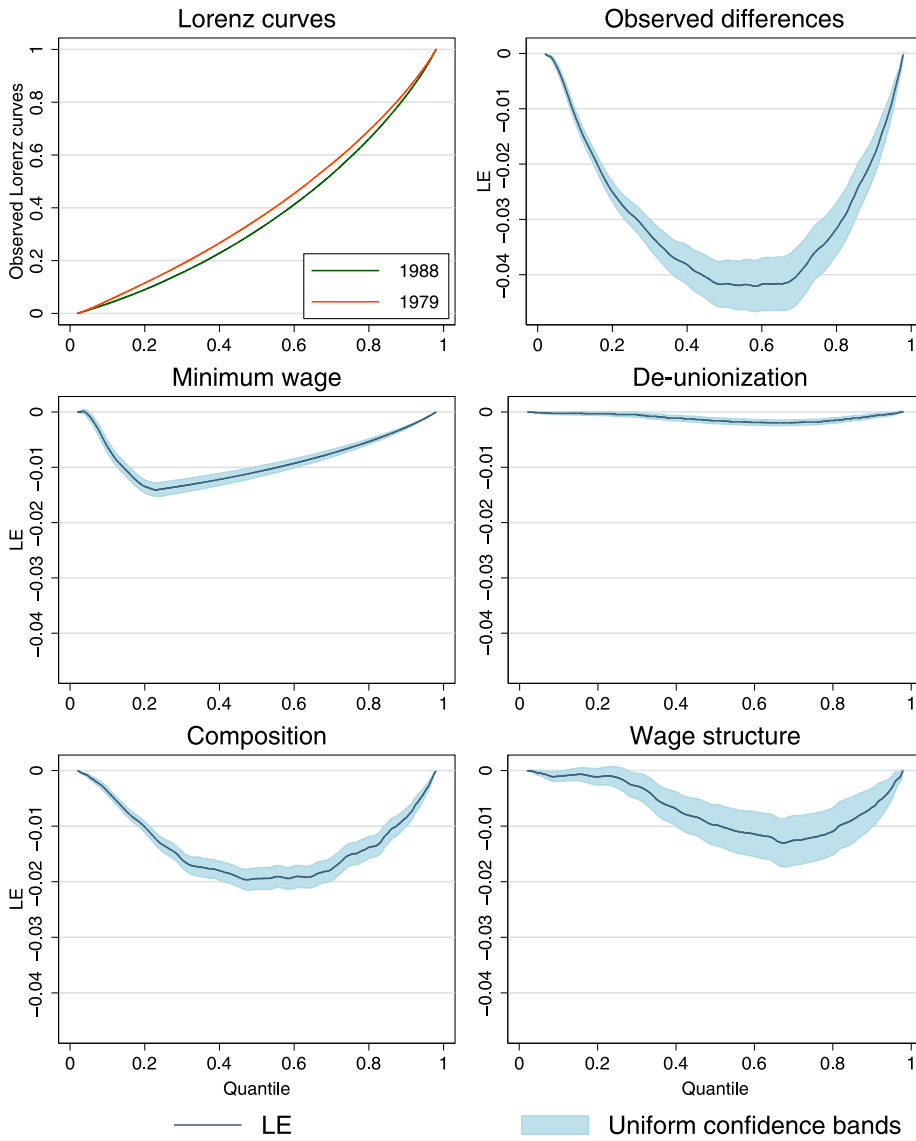 Lorenz curves
Observed Lorenz curves
1
0.8
0.6
0.4
0.2
0
1988
1979
0 0.2 0.4 0.6 0.8 1
Observed differences
LE
0
−0.01
−0.02
−0.03
−0.04
0 0.2 0.4 0.6 0.8 1
Minimum wage
LE
0
−0.01
−0.02
−0.03
−0.04
0 0.2 0.4 0.6 0.8 1
De-unionization
0
−0.01
−0.02
−0.03
−0.04
0 0.2 0.4 0.6 0.8 1
Composition
LE
0
−0.01
−0.02
−0.03
−0.04
0 0.2 0.4 0.6 0.8 1
Quantile
Wage structure
0
−0.01
−0.02
−0.03
−0.04
0 0.2 0.4 0.6 0.8 1
Quantile
LE
Uniform confidence bands